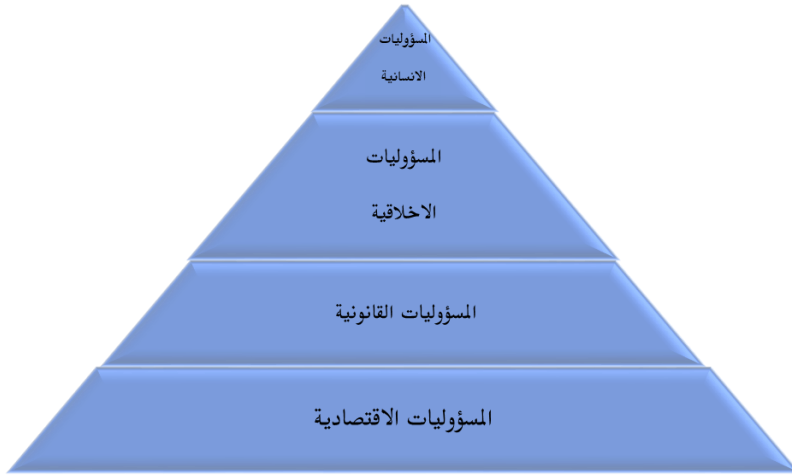 المسؤوليات
الانسانية
المسؤوليات
الاخلاقية
المسؤوليات القانونية
المسؤوليات الاقتصادية